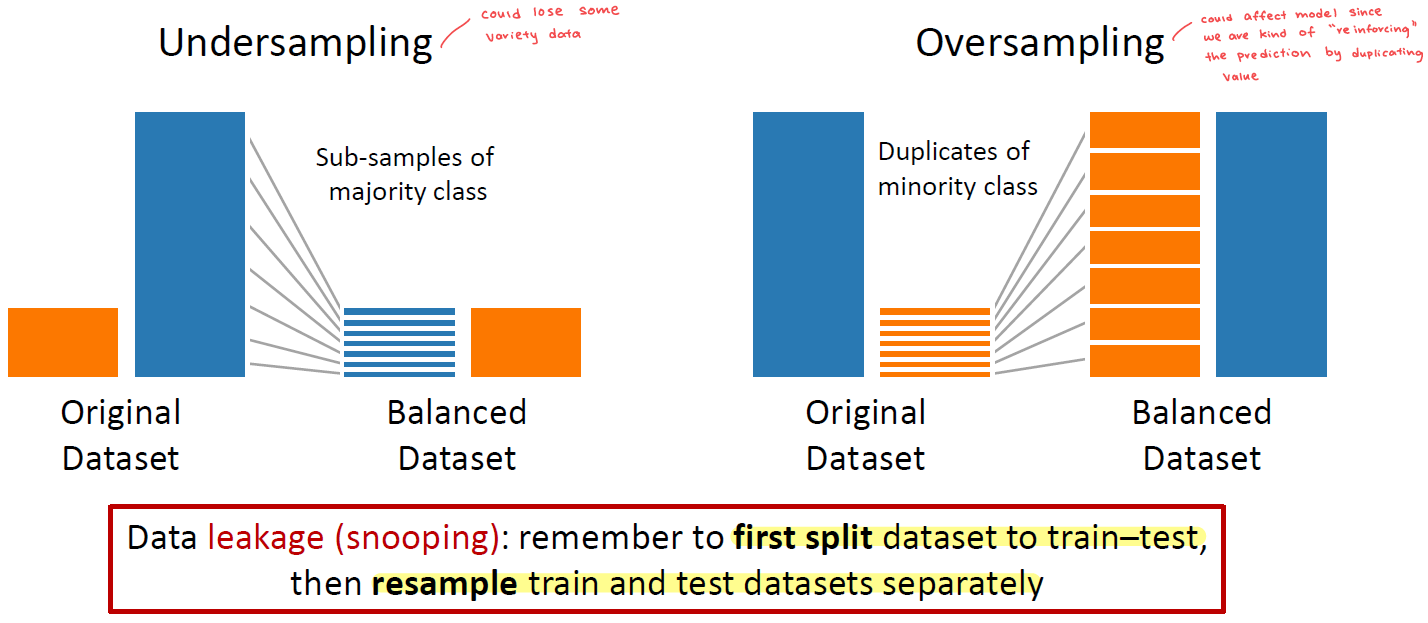 Undersampling
could lose some
variety data
Sub-samples of
majority class
Original
Dataset
Balanced
Dataset
Oversampling
could affect model since
we are kind of "reinforcing"
the prediction by duplicating
value
Duplicates of
minority class
Original
Dataset
Balanced
Dataset
Data leakage (snooping): remember to first split dataset to train–test,
then resample train and test datasets separately